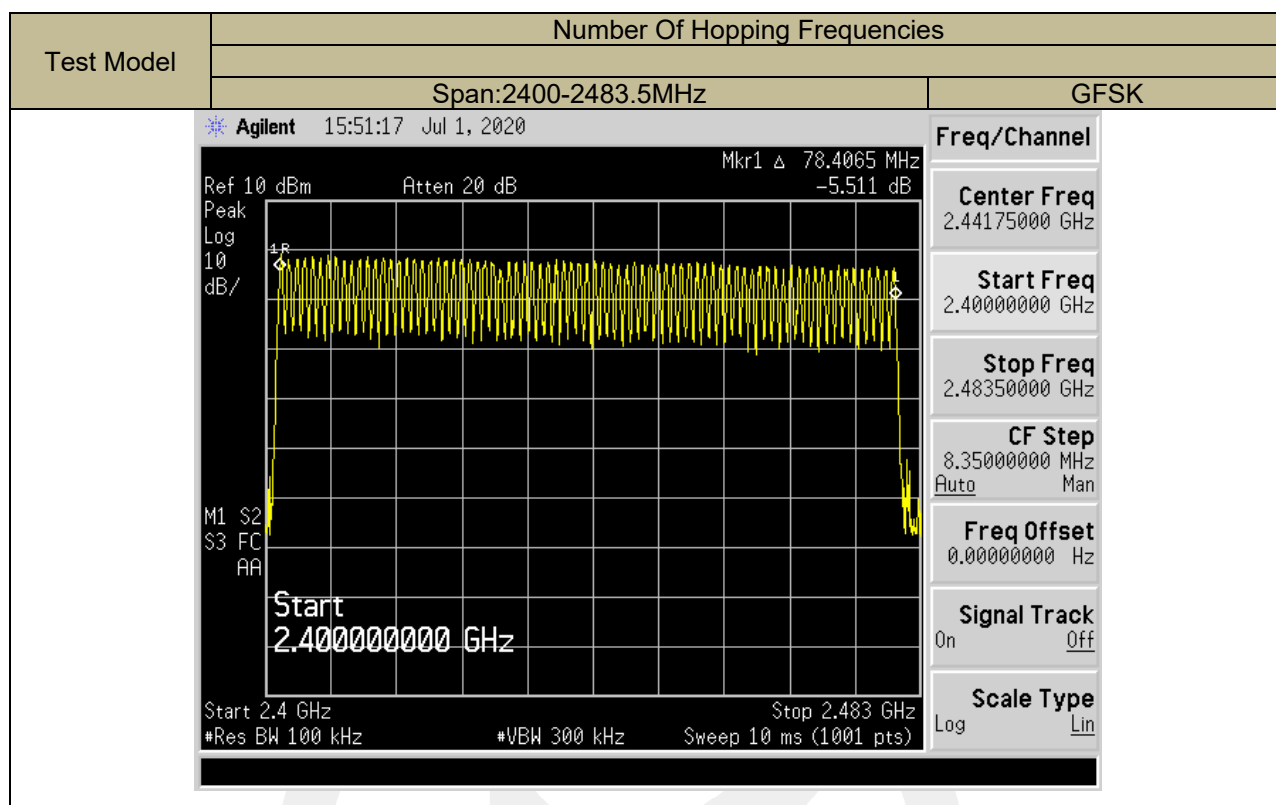 Test Model
Number Of Hopping Frequencies
Span:2400-2483.5MHz
GFSK
Agilent 15:51:17 Jul 1, 2020
Mkr1 Δ 78.4065 MHz
Ref 10 dBm Atten 20 dB -5.511 dB
Peak
Log
10
dB/
1R
1
M1 S2
S3 FC
AA
Start
2.400000000 GHz
Start 2.4 GHz Stop 2.483 GHz
#Res BW 100 kHz #VBW 300 kHz Sweep 10 ms (1001 pts)
Freq/Channel
Center Freq
2.44175000 GHz
Start Freq
2.40000000 GHz
Stop Freq
2.48350000 GHz
CF Step
8.35000000 MHz
Auto Man
Freq Offset
0.00000000 Hz
Signal Track
On Off
Scale Type
Log Lin